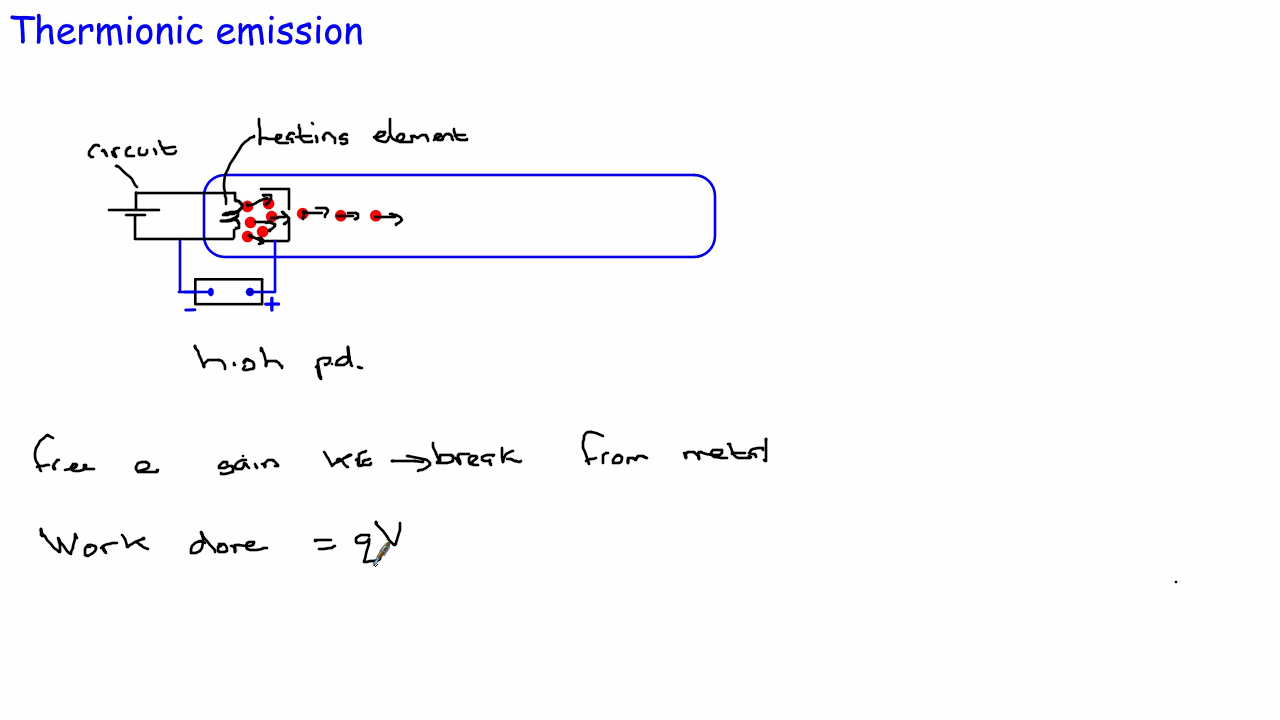 Thermionic emission
heating element
circuit
- +
high p.d.
free e gain KE → break from metal
Work done = qV